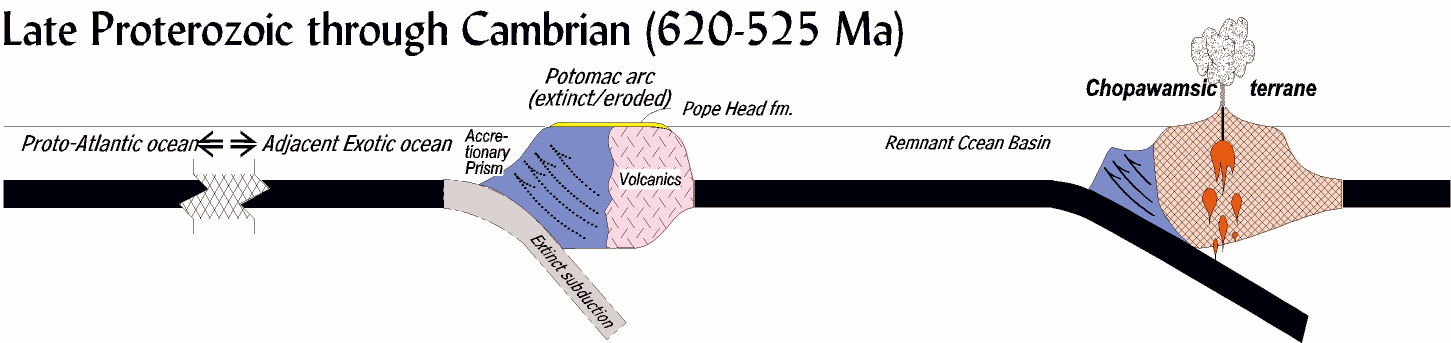 Late Proterozoic through Cambrian (620-525 Ma)
Potomac arc
(extinct/eroded)
Pope Head fm.
Chopawamsic terrane
Proto-Atlantic ocean
Adjacent Exotic ocean
Accre-
tionary
Prism
Volcanics
Remnant Ccean Basin
Extinct subduction